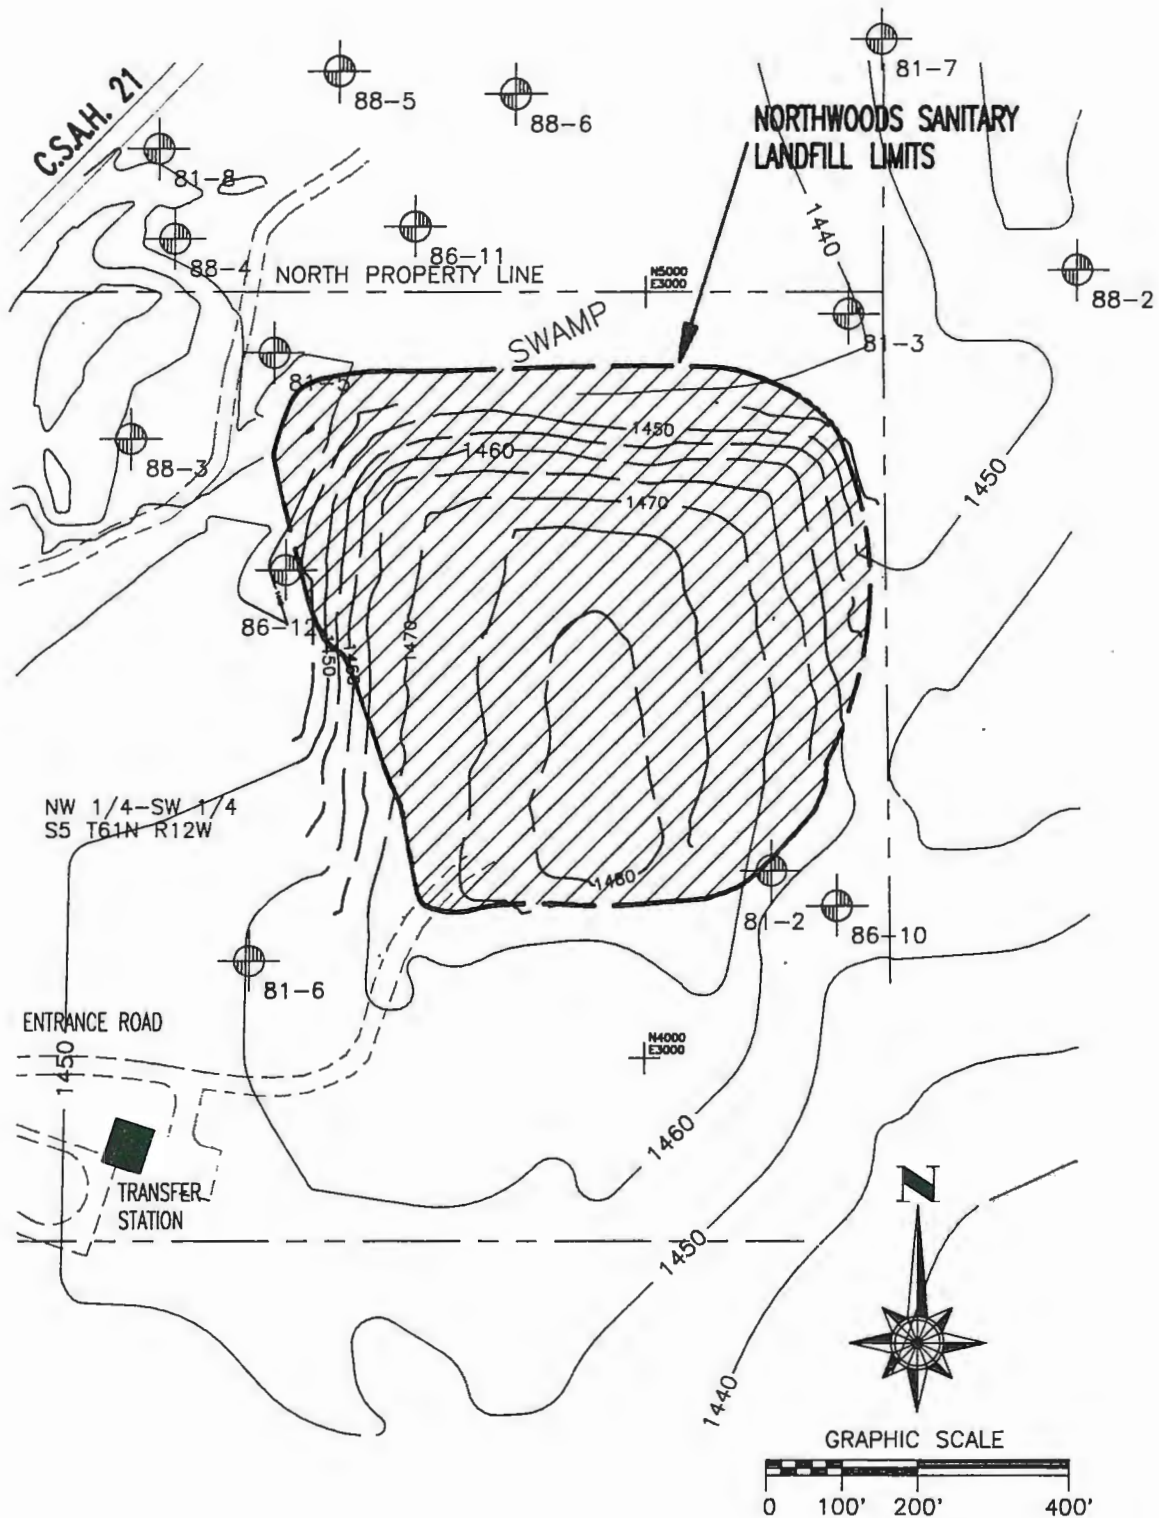 81-7
88-5
88-6
C.S.A.H. 21
NORTHWOODS SANITARY
LANDFILL LIMITS
81-8
1440
88-4
86-11
NORTH PROPERTY LINE
N5000
E3000
88-2
SWAMP
81-3
81-5
1450
1460
88-3
1450
1470
86-12
1470
1450
1460
NW 1/4-SW 1/4
S5 T61N R12W
1480
81-2
86-10
81-6
ENTRANCE ROAD
N4000
E3000
1450
1460
N
TRANSFER
STATION
1450
1440
GRAPHIC SCALE
0 100' 200' 400'